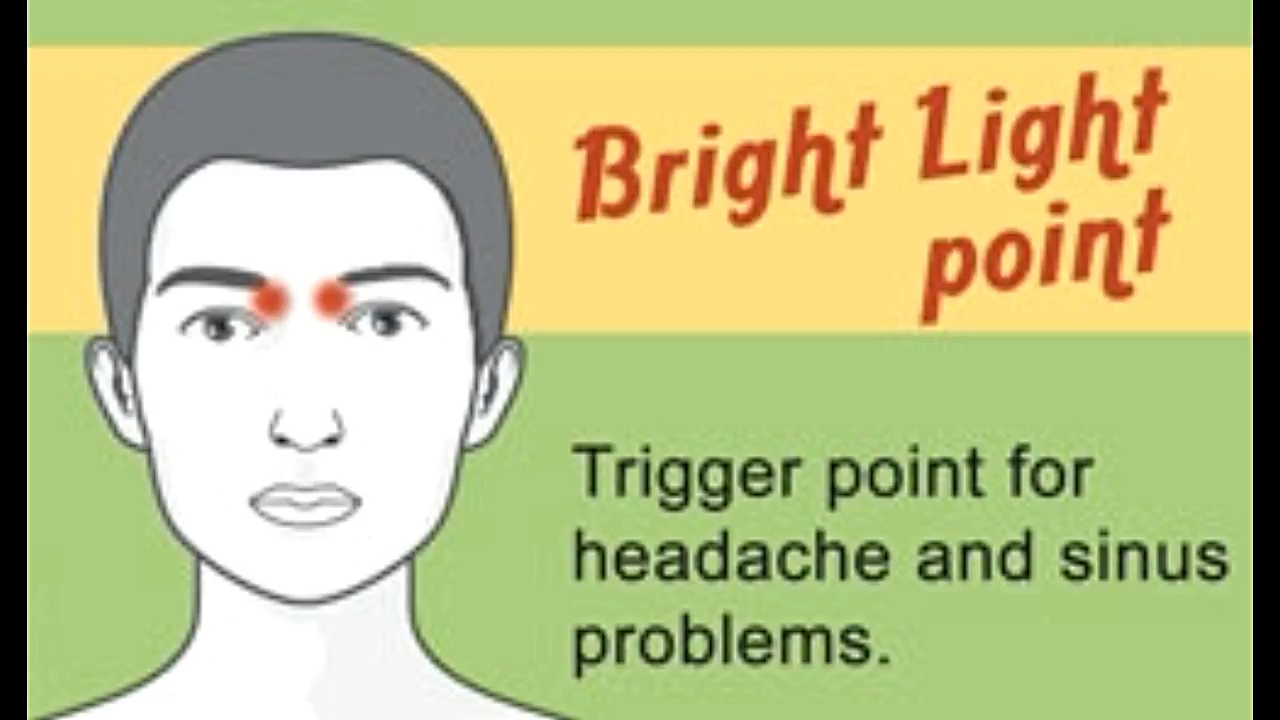 Bright Light
point
Trigger point for
headache and sinus
problems.